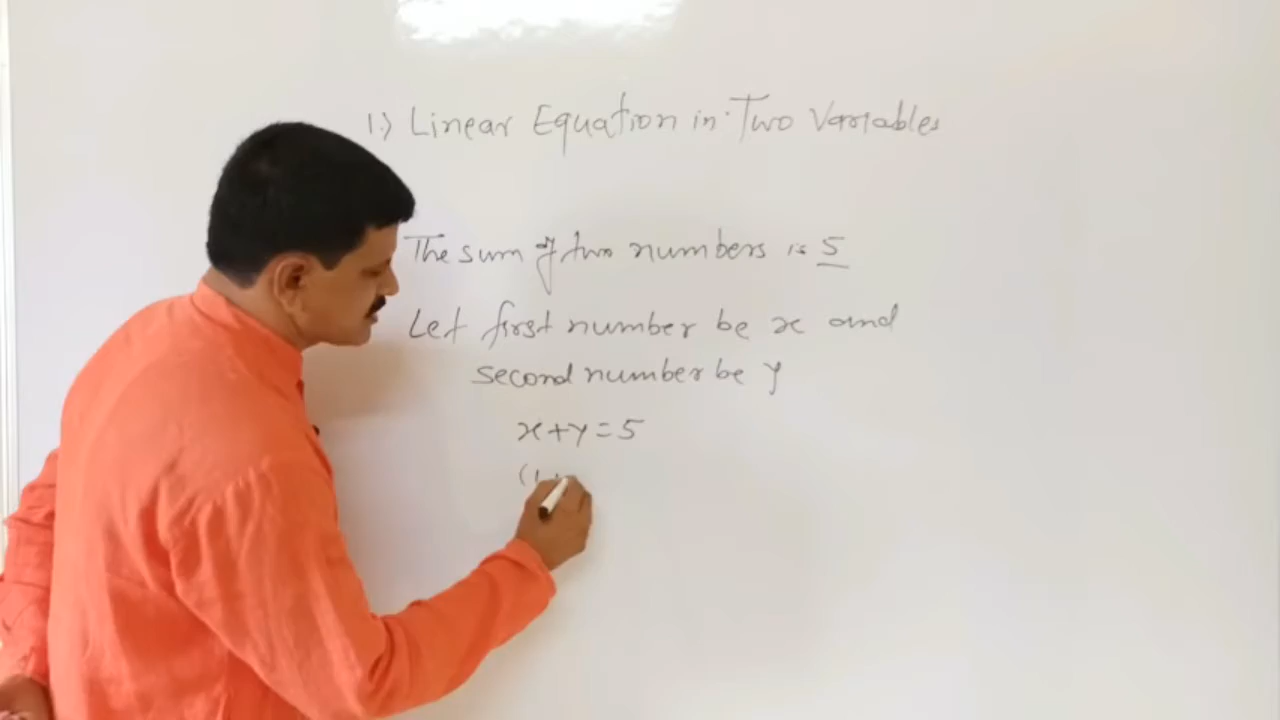 1.) Linear Equation in Two Variables
The sum of two numbers is 5
Let first number be x and
second number be y
x+y=5
(1,